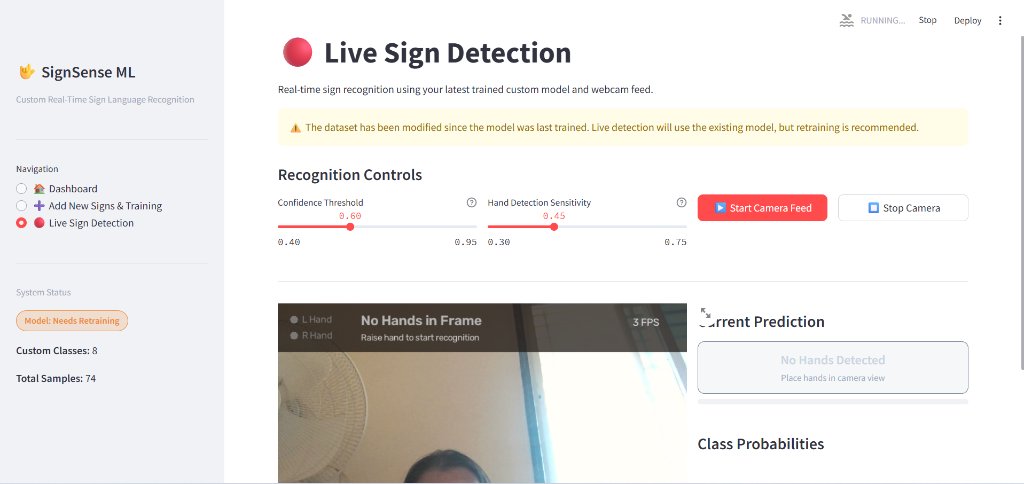 RUNNING...
Stop
Deploy
SignSense ML
Custom Real-Time Sign Language Recognition
Navigation
Dashboard
Add New Signs & Training
Live Sign Detection
System Status
Model: Needs Retraining
Custom Classes: 8
Total Samples: 74
Live Sign Detection
Real-time sign recognition using your latest trained custom model and webcam feed.
The dataset has been modified since the model was last trained. Live detection will use the existing model, but retraining is recommended.
Recognition Controls
Confidence Threshold
0.60
0.40 0.95
Hand Detection Sensitivity
0.45
0.30 0.75
Start Camera Feed
Stop Camera
L Hand
R Hand
No Hands in Frame
Raise hand to start recognition
3 FPS
Current Prediction
No Hands Detected
Place hands in camera view
Class Probabilities